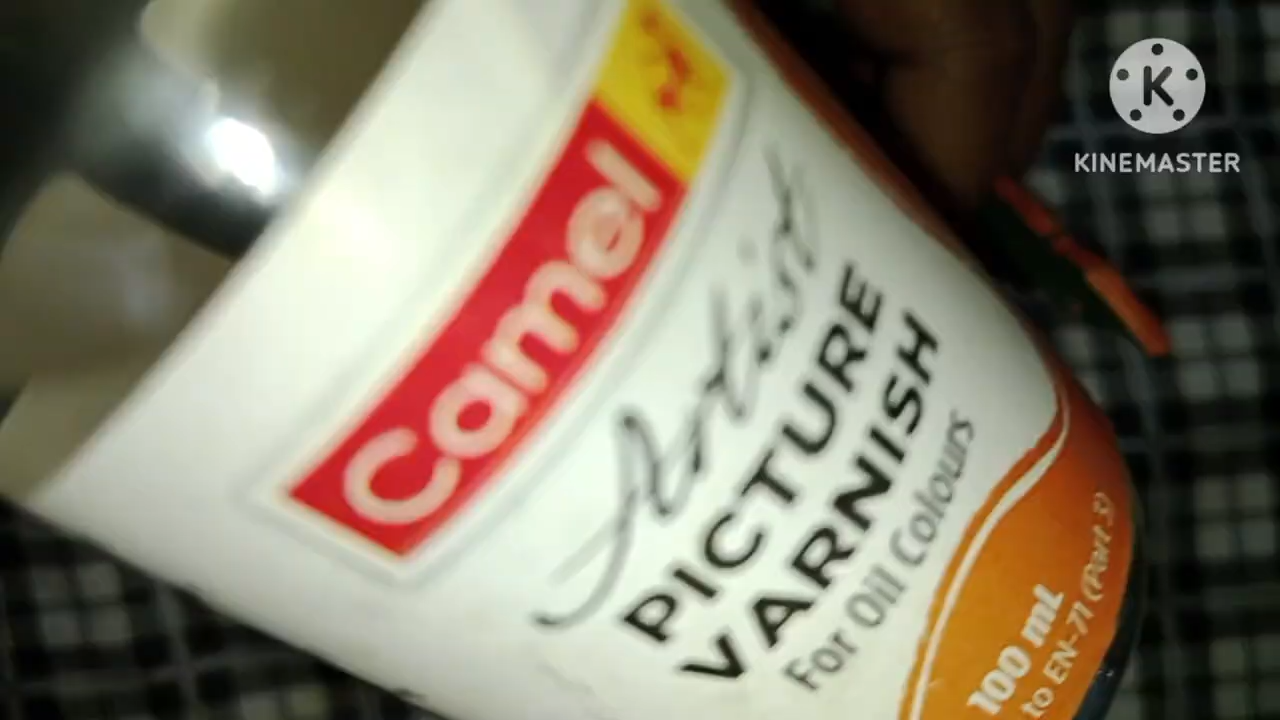 Camel
Artist
PICTURE
VARNISH
For Oil Colours
100 mL
to EN-71 (Part 3)
K
KINEMASTER